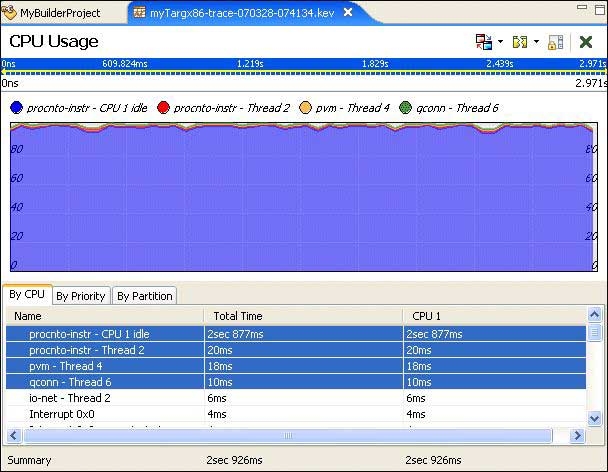 MyBuilderProject myTargx86-trace-070328-074134.kev
CPU Usage
0ns 609.824ms 1.219s 1.829s 2.439s 2.971s
0ns 2.971s
procnto-instr - CPU 1 idle procnto-instr - Thread 2 pvm - Thread 4 qconn - Thread 6
80 80
60 60
40 40
20 20
0 0
By CPU By Priority By Partition
Name Total Time CPU 1
procnto-instr - CPU 1 idle 2sec 877ms 2sec 877ms
procnto-instr - Thread 2 20ms 20ms
pvm - Thread 4 18ms 18ms
qconn - Thread 6 10ms 10ms
io-net - Thread 2 6ms 6ms
Interrupt 0x0 4ms 4ms
Summary 2sec 926ms 2sec 926ms